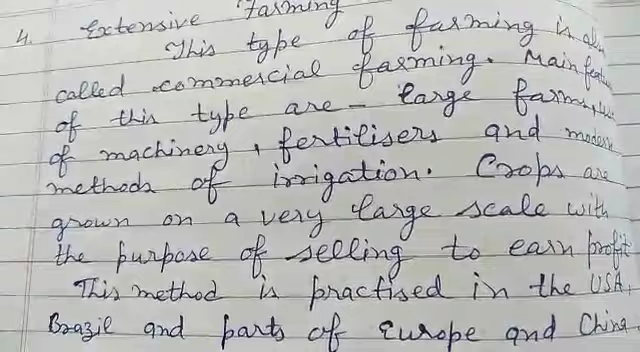 4. Extensive Farming
This type of farming is also
called commercial farming. Main featu
of this type are - large farms, use
of machinery, fertilisers and modern
methods of irrigation. Crops are
grown on a very large scale with
the purpose of selling to earn profit
This method is practised in the USA,
Brazil and parts of Europe and China.